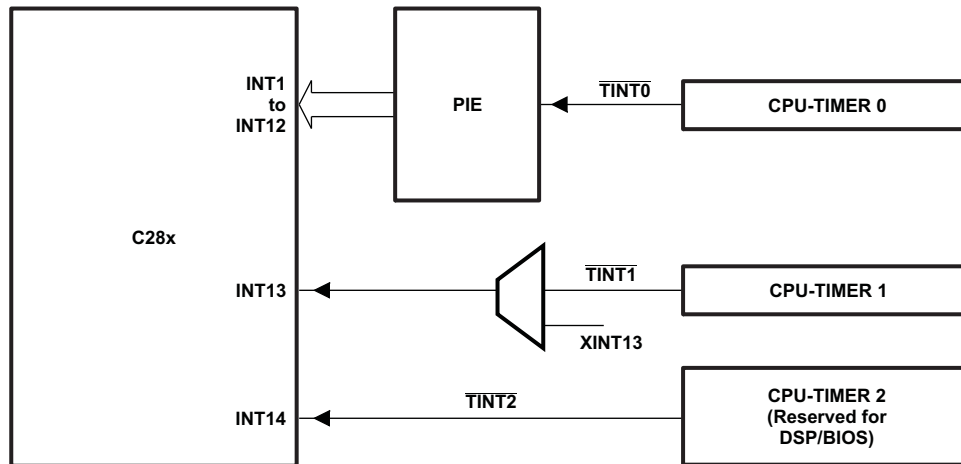 INT1
to
INT12
PIE
TINT0
CPU-TIMER 0
C28x
INT13
TINT1
CPU-TIMER 1
XINT13
INT14
TINT2
CPU-TIMER 2
(Reserved for
DSP/BIOS)